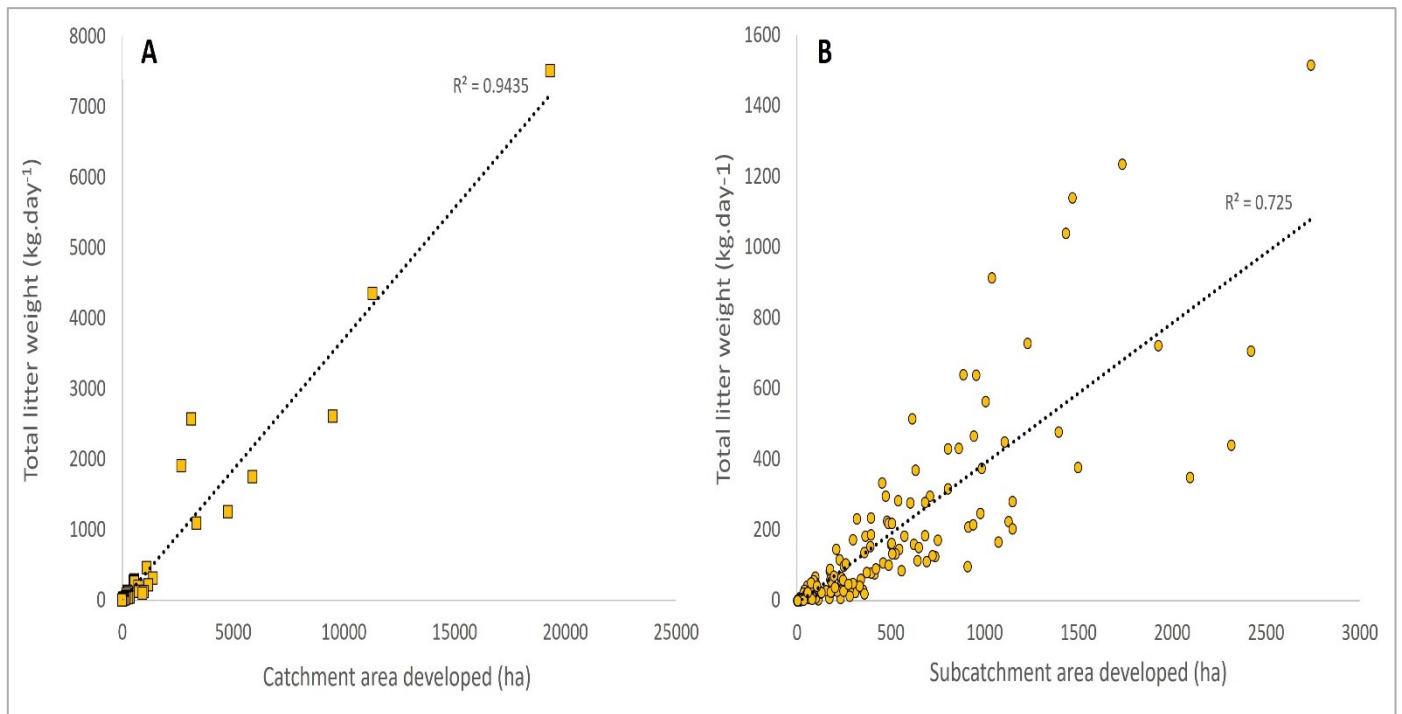 A
R² = 0.9435
Total litter weight (kg.day⁻¹)
8000
7000
6000
5000
4000
3000
2000
1000
0
0 5000 10000 15000 20000 25000
Catchment area developed (ha)
B
R² = 0.725
Total litter weight (kg.day-1)
1600
1400
1200
1000
800
600
400
200
0
0 500 1000 1500 2000 2500 3000
Subcatchment area developed (ha)